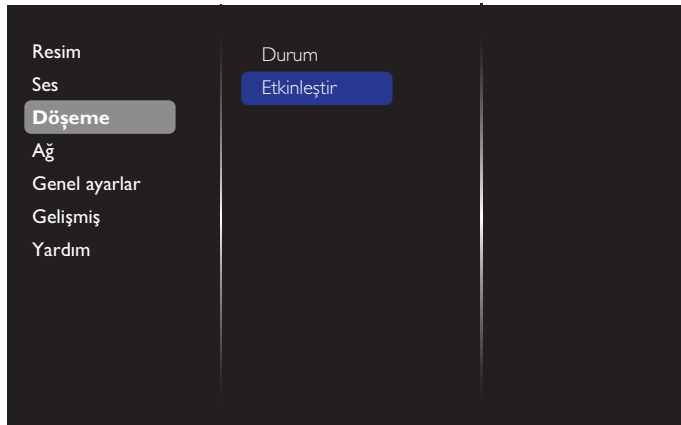 Resim
Ses
Döşeme
Ağ
Genel ayarlar
Gelişmiş
Yardım
Durum
Etkinleştir